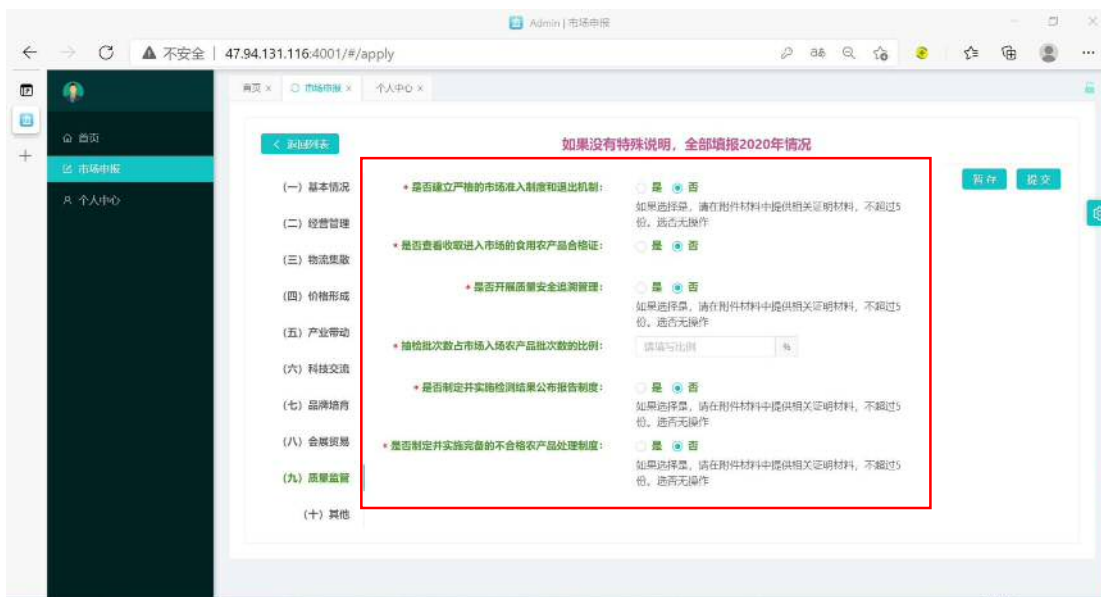 Admin | 市场申报
不安全 | 47.94.131.116:4001/#/apply
首页 × 市场申报 × 个人中心 ×
首页
市场申报
个人中心
< 返回列表
如果没有特殊说明，全部填报2020年情况
暂存 提交
（一）基本情况
（二）经营管理
（三）物流集散
（四）价格形成
（五）产业带动
（六）科技交流
（七）品牌培育
（八）会展贸易
（九）质量监管
（十）其他
* 是否建立严格的市场准入制度和退出机制： 是 否
如果选择是，请在附件材料中提供相关证明材料，不超过5
份，选否无操作
* 是否查看收取进入市场的食用农产品合格证： 是 否
* 是否开展质量安全追溯管理： 是 否
如果选择是，请在附件材料中提供相关证明材料，不超过5
份，选否无操作
* 抽检批次数占市场入场农产品批次数的比例： 请填写比例 %
* 是否制定并实施检测结果公布报告制度： 是 否
如果选择是，请在附件材料中提供相关证明材料，不超过5
份，选否无操作
* 是否制定并实施完备的不合格农产品处理制度： 是 否
如果选择是，请在附件材料中提供相关证明材料，不超过5
份，选否无操作